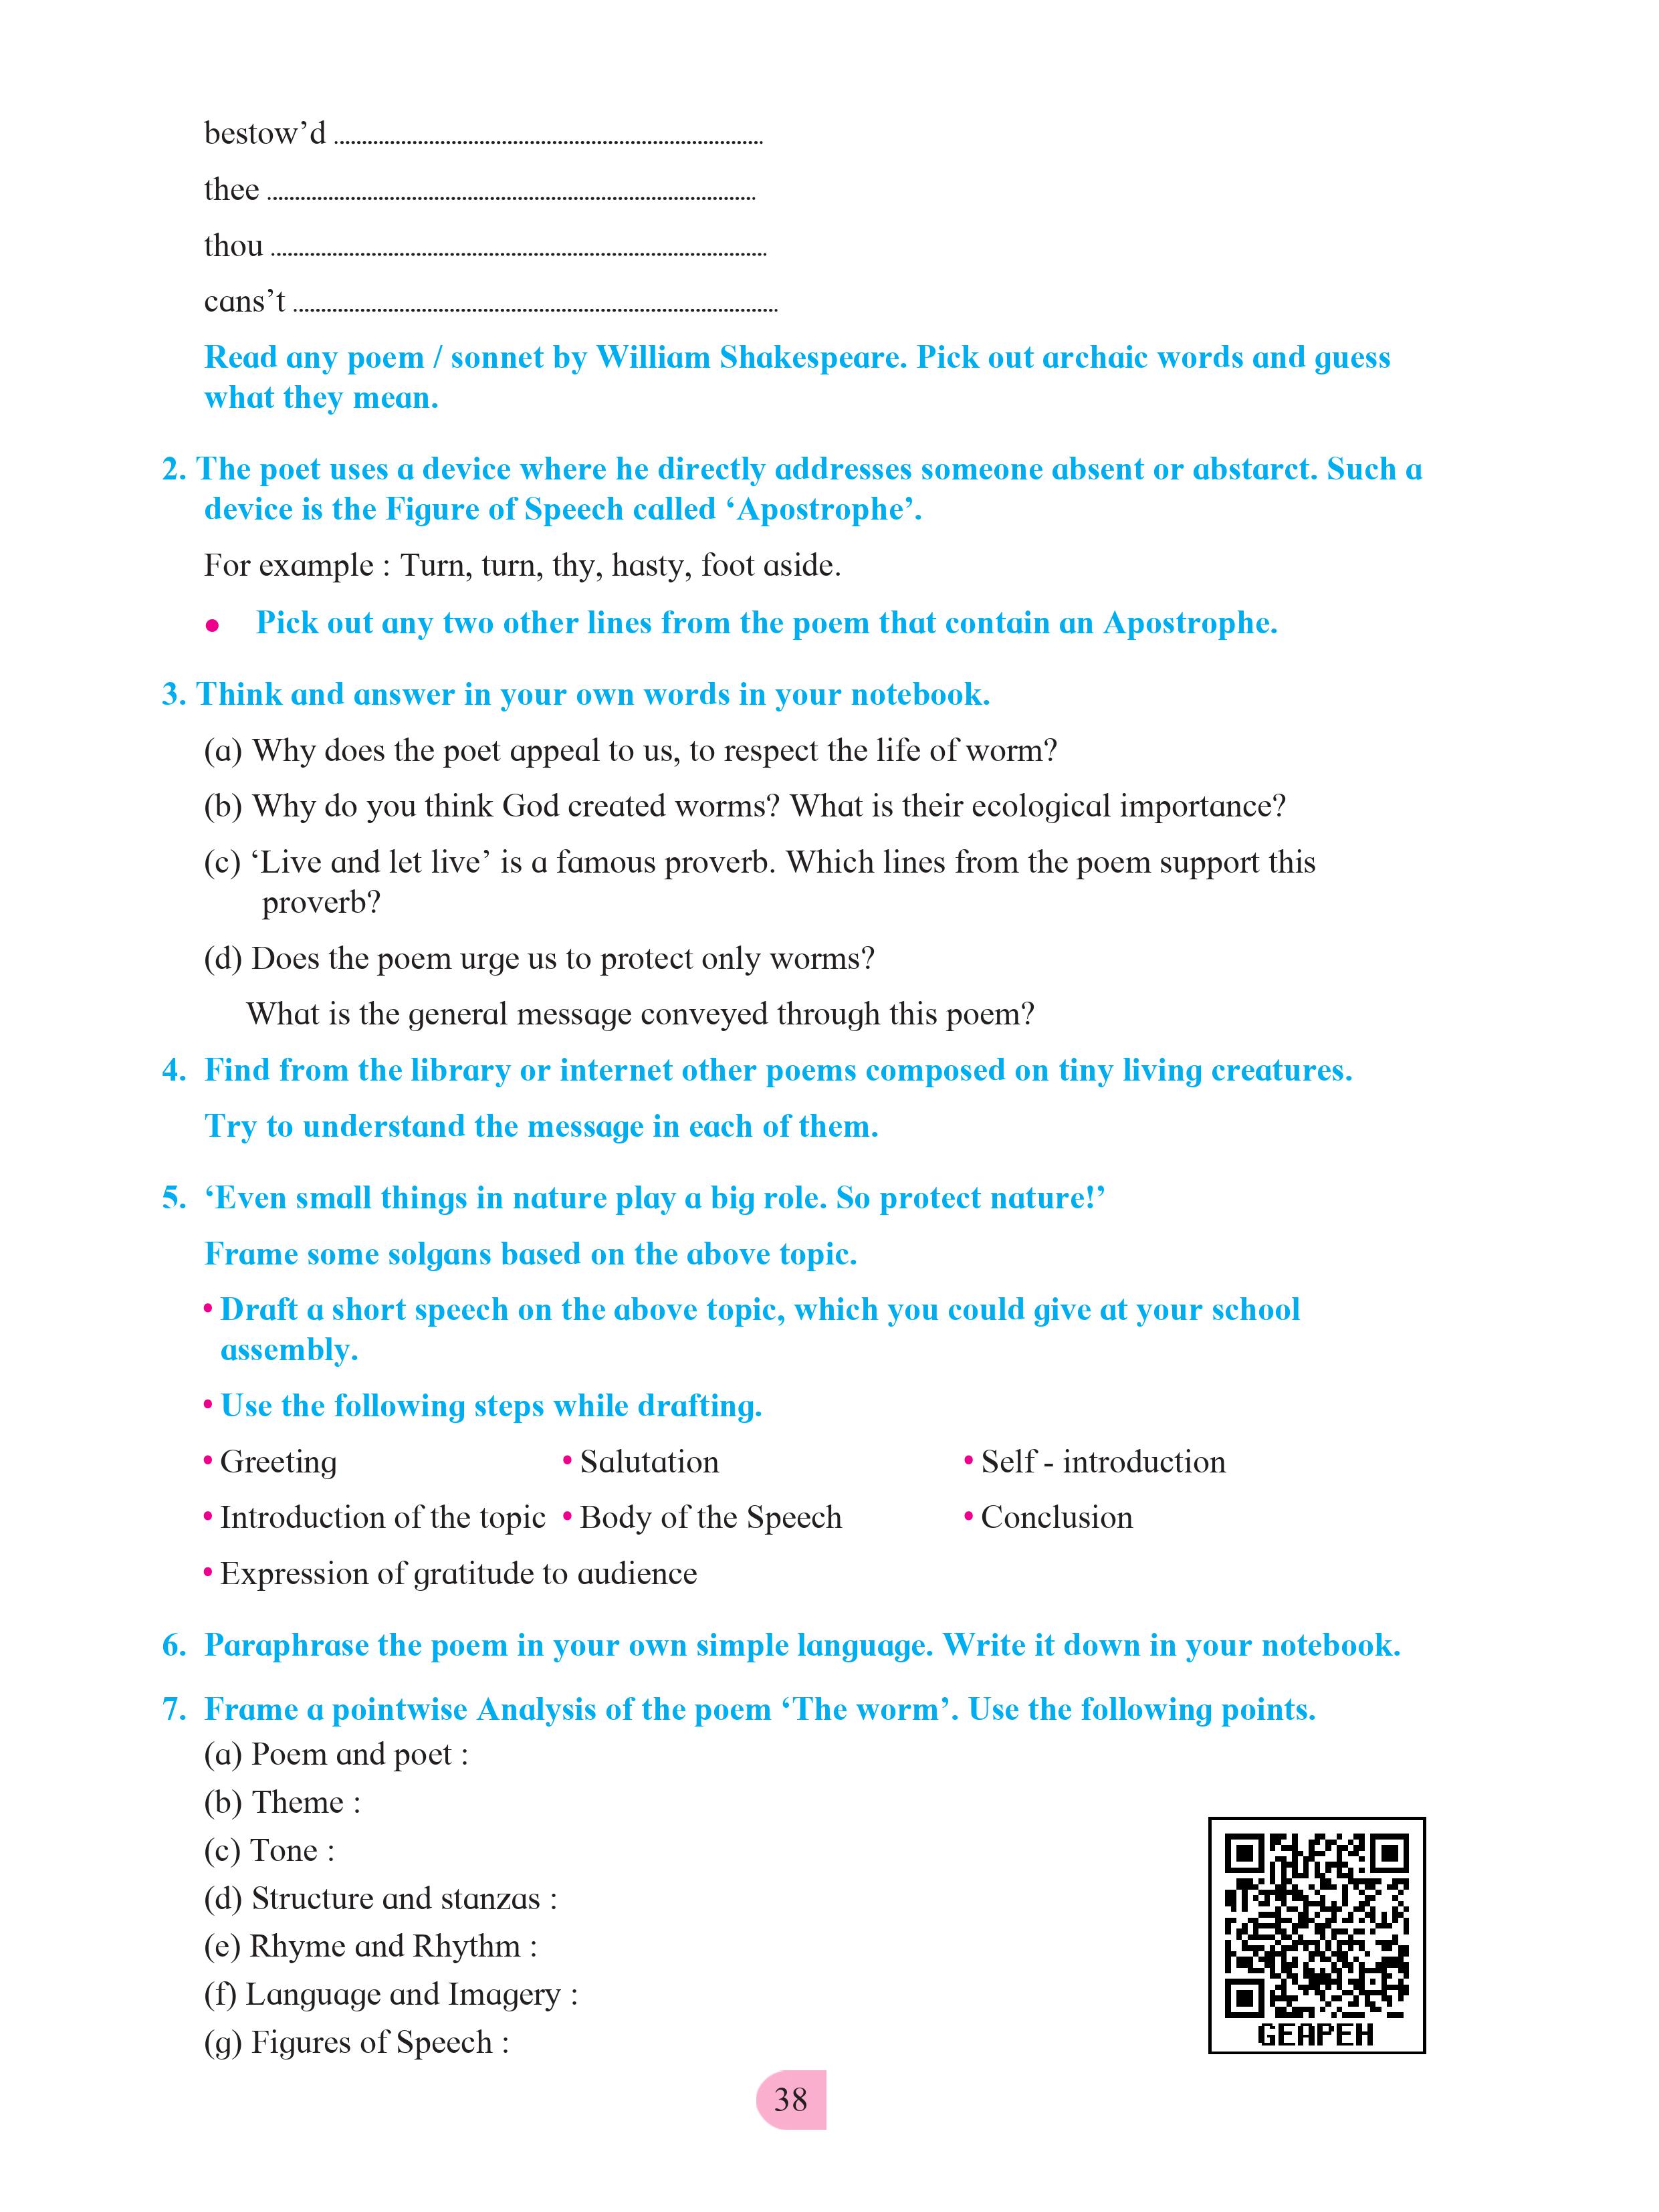 bestow’d ..............................................................................
thee ........................................................................................
thou .........................................................................................
cans’t .......................................................................................
Read any poem / sonnet by William Shakespeare. Pick out archaic words and guess
what they mean.
2. The poet uses a device where he directly addresses someone absent or abstarct. Such a
device is the Figure of Speech called ‘Apostrophe’.
For example : Turn, turn, thy, hasty, foot aside.
• Pick out any two other lines from the poem that contain an Apostrophe.
3. Think and answer in your own words in your notebook.
(a) Why does the poet appeal to us, to respect the life of worm?
(b) Why do you think God created worms? What is their ecological importance?
(c) ‘Live and let live’ is a famous proverb. Which lines from the poem support this
proverb?
(d) Does the poem urge us to protect only worms?
What is the general message conveyed through this poem?
4. Find from the library or internet other poems composed on tiny living creatures.
Try to understand the message in each of them.
5. ‘Even small things in nature play a big role. So protect nature!’
Frame some solgans based on the above topic.
• Draft a short speech on the above topic, which you could give at your school
assembly.
• Use the following steps while drafting.
• Greeting • Salutation • Self - introduction
• Introduction of the topic • Body of the Speech • Conclusion
• Expression of gratitude to audience
6. Paraphrase the poem in your own simple language. Write it down in your notebook.
7. Frame a pointwise Analysis of the poem ‘The worm’. Use the following points.
(a) Poem and poet :
(b) Theme :
(c) Tone :
(d) Structure and stanzas :
(e) Rhyme and Rhythm :
(f) Language and Imagery :
(g) Figures of Speech :
GEAPEH
38